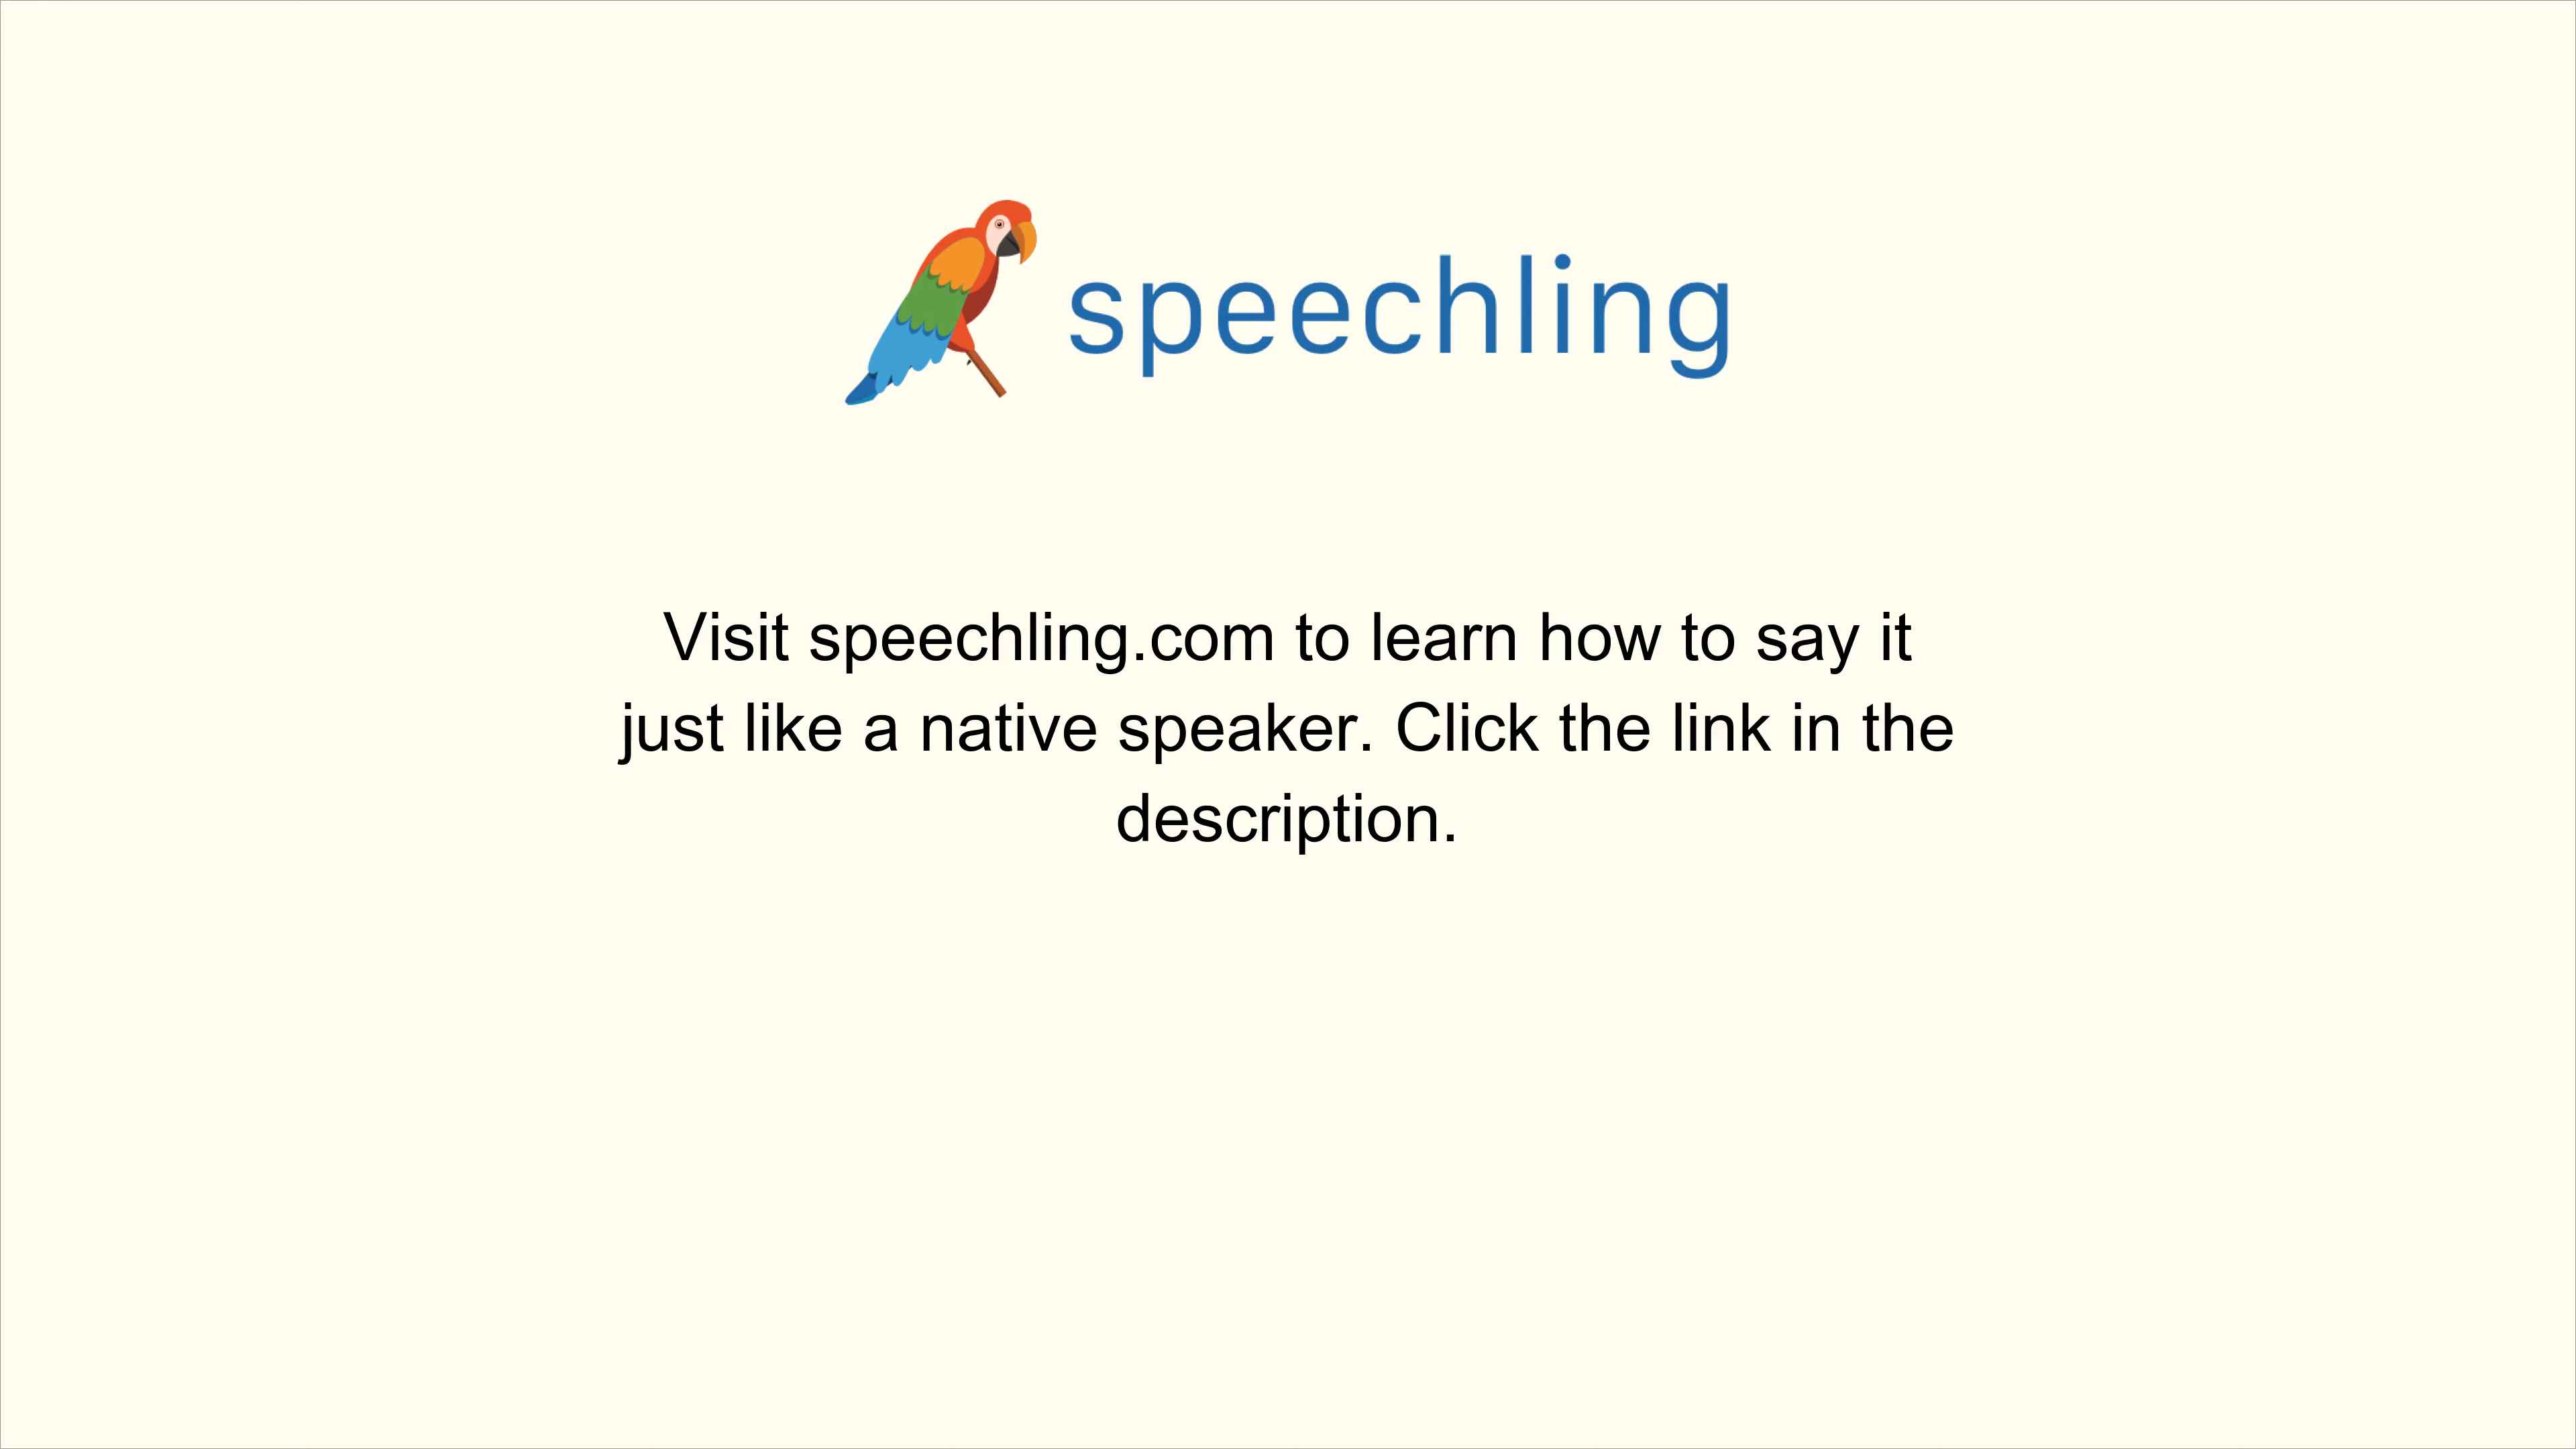 speechling
Visit speechling.com to learn how to say it
just like a native speaker. Click the link in the
description.